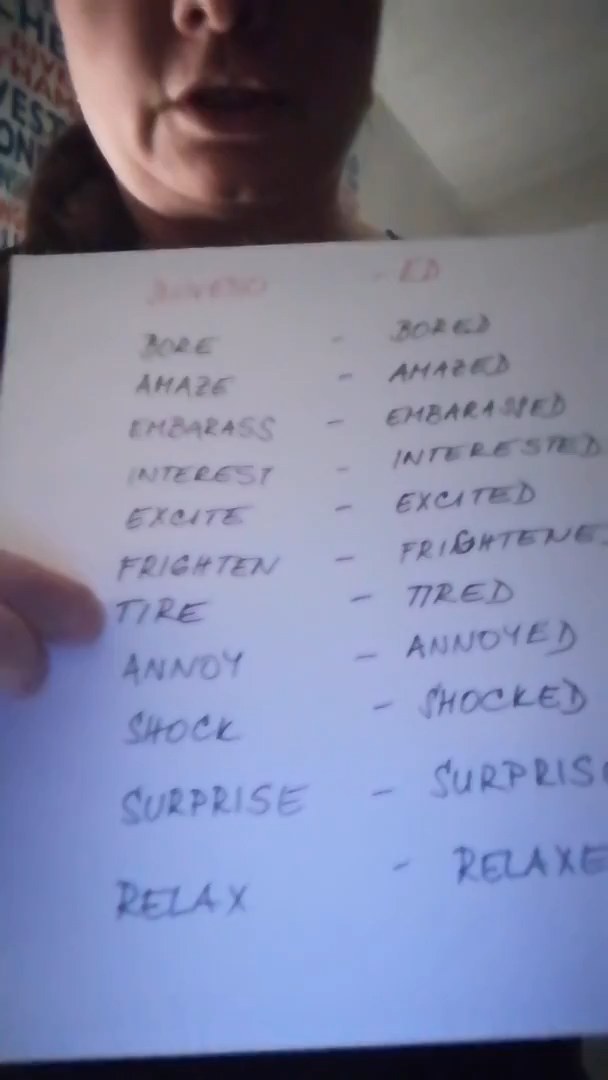 - ED
BORE - BORED
AMAZE - AMAZED
EMBARASS - EMBARASSED
INTEREST - INTERESTED
EXCITE - EXCITED
FRIGHTEN - FRIGHTENE
TIRE - TIRED
ANNOY - ANNOYED
SHOCK - SHOCKED
SURPRISE - SURPRIS
RELAX - RELAXE